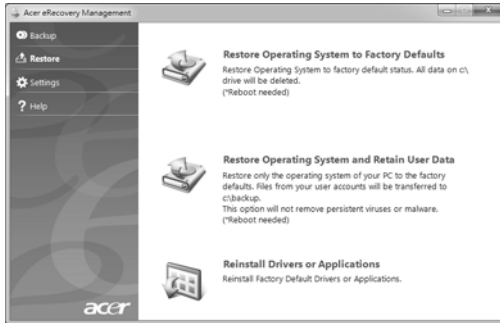 Acer eRecovery Management
Backup
Restore
Settings
Help
Restore Operating System to Factory Defaults
Restore Operating System to factory default status. All data on c:\
drive will be deleted.
(*Reboot needed)
Restore Operating System and Retain User Data
Restore only the operating system of your PC to the factory
defaults. Files from your user accounts will be transferred to
c:\backup.
This option will not remove persistent viruses or malware.
(*Reboot needed)
Reinstall Drivers or Applications
Reinstall Factory Default Drivers or Applications.
acer